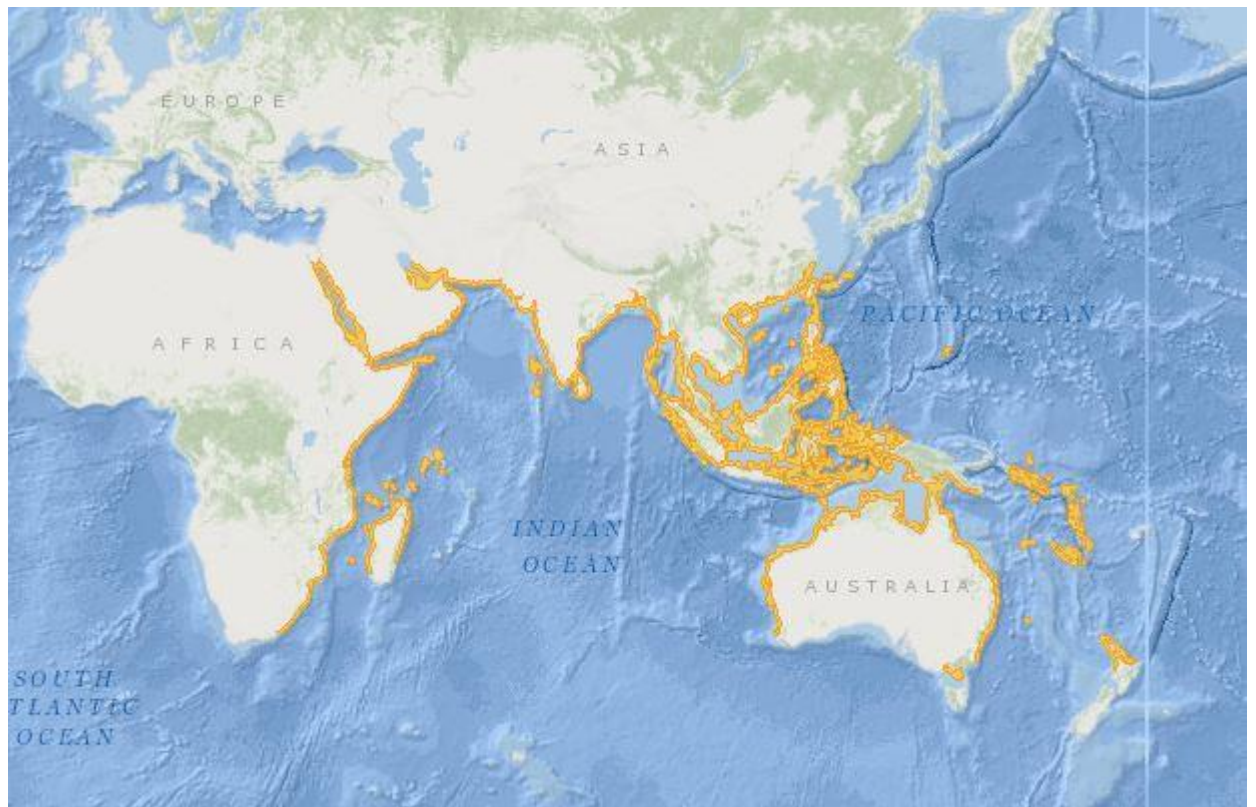 EUROPE
ASIA
PACIFIC OCEAN
AFRICA
INDIAN
OCEAN
AUSTRALIA
SOUTH
TLANTIC
OCEAN